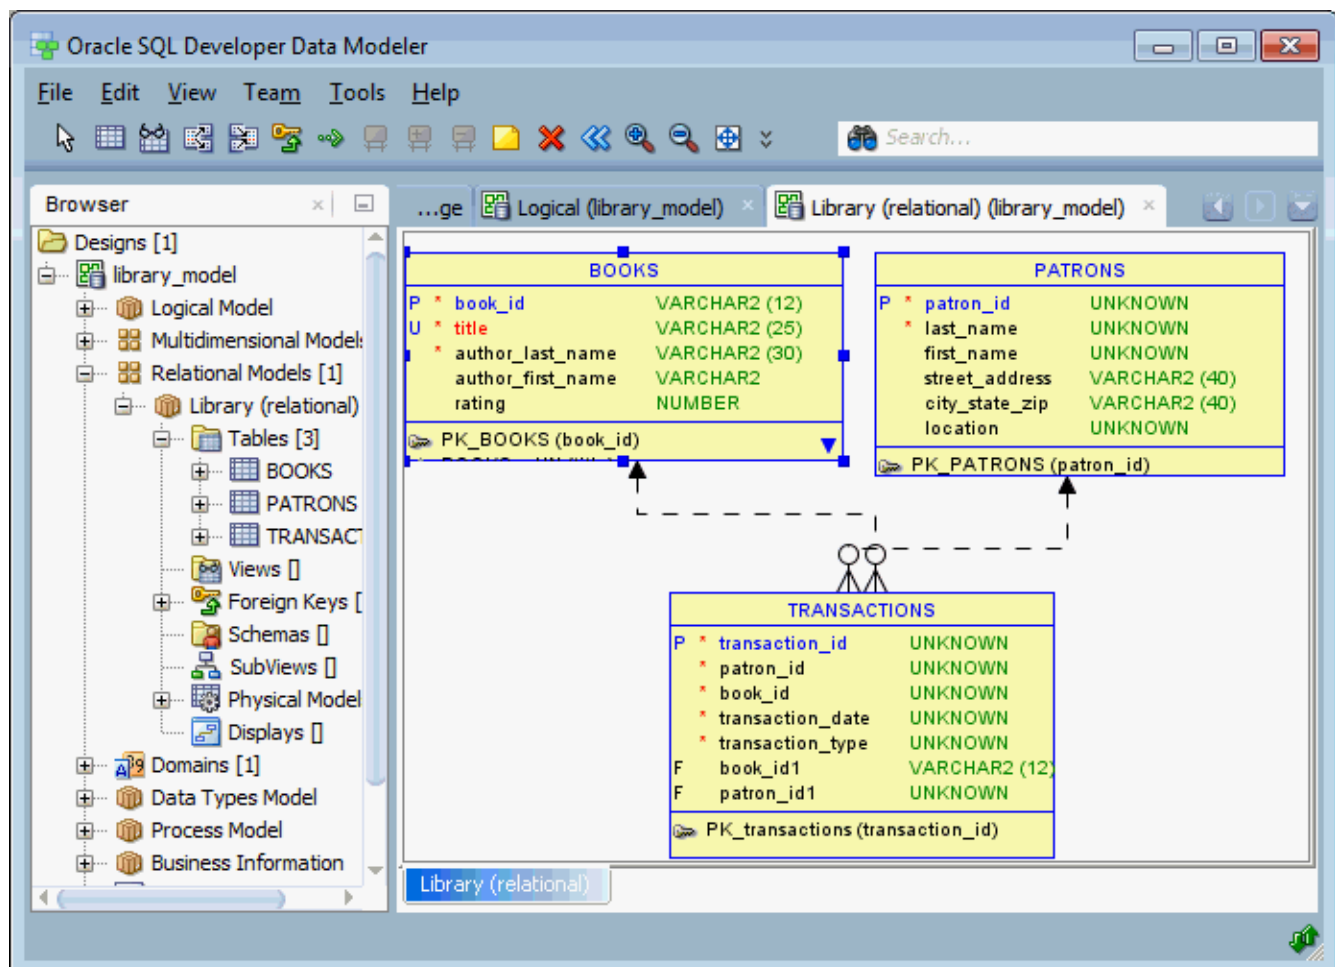 Oracle SQL Developer Data Modeler
File Edit View Team Tools Help
Search...
Browser
...ge
Logical (library_model)
Library (relational) (library_model)
Designs [1]
library_model
Logical Model
Multidimensional Models
Relational Models [1]
Library (relational)
Tables [3]
BOOKS
PATRONS
TRANSACT
Views []
Foreign Keys [
Schemas []
SubViews []
Physical Model
Displays []
Domains [1]
Data Types Model
Process Model
Business Information
BOOKS
P * book_id VARCHAR2 (12)
U * title VARCHAR2 (25)
* author_last_name VARCHAR2 (30)
author_first_name VARCHAR2
rating NUMBER
PK_BOOKS (book_id)
PATRONS
P * patron_id UNKNOWN
* last_name UNKNOWN
first_name UNKNOWN
street_address VARCHAR2 (40)
city_state_zip VARCHAR2 (40)
location UNKNOWN
PK_PATRONS (patron_id)
TRANSACTIONS
P * transaction_id UNKNOWN
* patron_id UNKNOWN
* book_id UNKNOWN
* transaction_date UNKNOWN
* transaction_type UNKNOWN
F book_id1 VARCHAR2 (12)
F patron_id1 UNKNOWN
PK_transactions (transaction_id)
Library (relational)